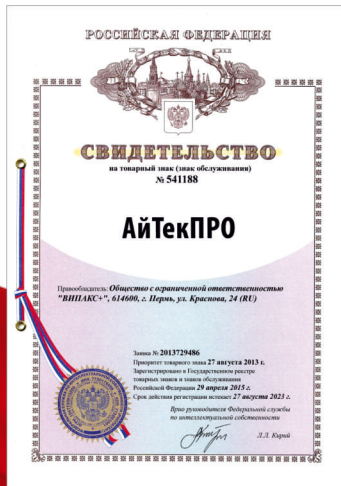 РОССИЙСКАЯ ФЕДЕРАЦИЯ
СВИДЕТЕЛЬСТВО
на товарный знак (знак обслуживания)
№ 541188
АйТекПРО
Правообладатель: Общество с ограниченной ответственностью
"ВИПАКС+", 614600, г. Пермь, ул. Краснова, 24 (RU)
Заявка № 2013729486
Приоритет товарного знака 27 августа 2013 г.
Зарегистрировано в Государственном реестре
товарных знаков и знаков обслуживания
Российской Федерации 29 апреля 2015 г.
Срок действия регистрации истекает 27 августа 2023 г.
Врио руководителя Федеральной службы
по интеллектуальной собственности
Л.Л. Кирий